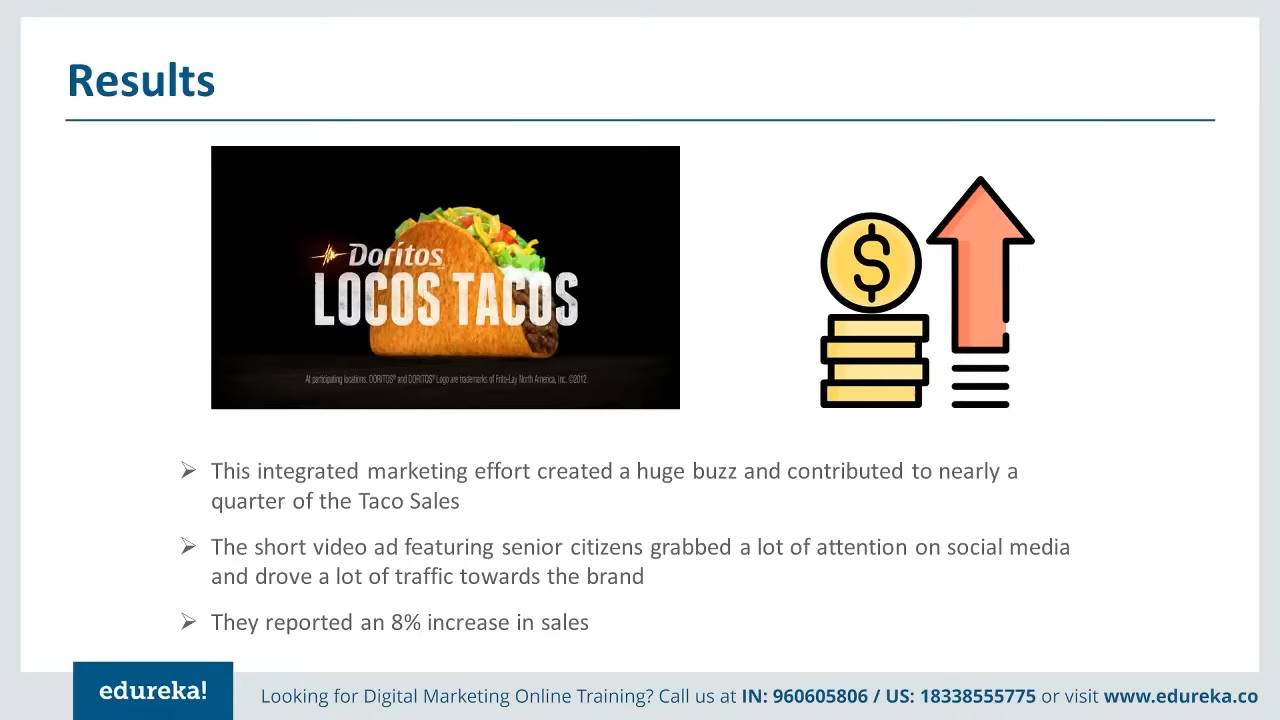 Results
Doritos
LOCOS TACOS
At participating locations. DORITOS® and DORITOS® Logo are trademarks of Frito-Lay North America, Inc. ©2012.
$
➢ This integrated marketing effort created a huge buzz and contributed to nearly a
quarter of the Taco Sales
➢ The short video ad featuring senior citizens grabbed a lot of attention on social media
and drove a lot of traffic towards the brand
➢ They reported an 8% increase in sales
edureka!
Looking for Digital Marketing Online Training? Call us at IN: 960605806 / US: 18338555775 or visit www.edureka.co